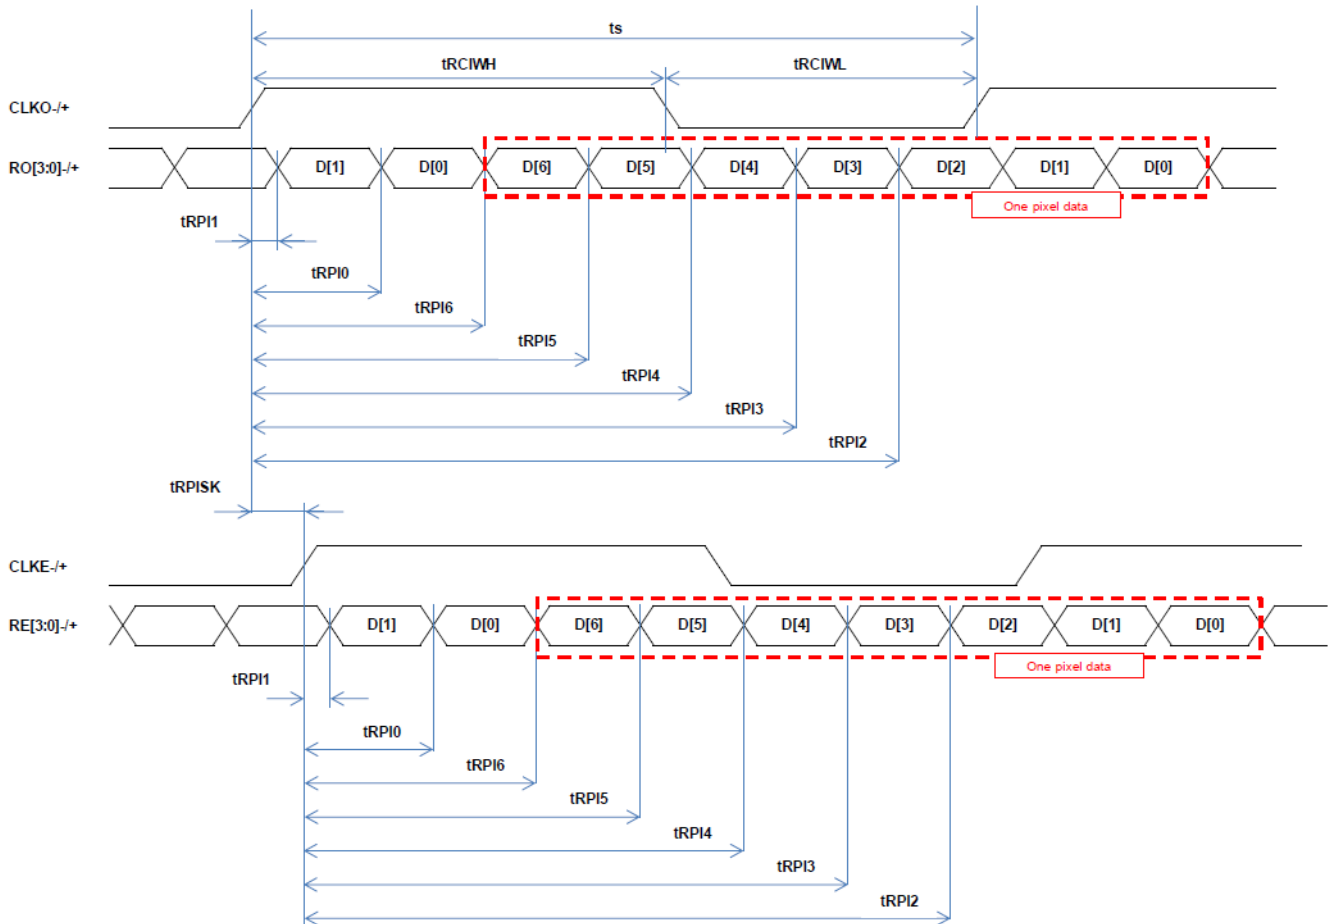 ts
tRCIWH
tRCIWL
CLKO-/+
RO[3:0]-/+
D[1]
D[0]
D[6]
D[5]
D[4]
D[3]
D[2]
D[1]
D[0]
One pixel data
tRPI1
tRPI0
tRPI6
tRPI5
tRPI4
tRPI3
tRPI2
tRPISK
CLKE-/+
RE[3:0]-/+
D[1]
D[0]
D[6]
D[5]
D[4]
D[3]
D[2]
D[1]
D[0]
One pixel data
tRPI1
tRPI0
tRPI6
tRPI5
tRPI4
tRPI3
tRPI2